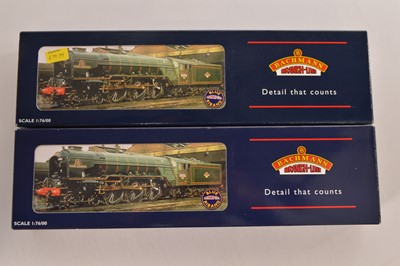 BACHMANN
BRANCH-LINE
Detail that counts
SCALE 1:76/00
BACHMANN
BRANCH-LINE
Detail that counts
SCALE 1:76/00